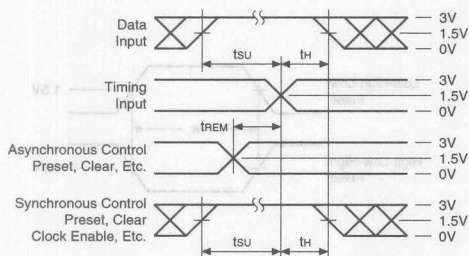 Data
Input
3V
1.5V
0V
tSU
tH
Timing
Input
3V
1.5V
0V
tREM
Asynchronous Control
Preset, Clear, Etc.
3V
1.5V
0V
Synchronous Control
Preset, Clear
Clock Enable, Etc.
3V
1.5V
0V
tSU
tH